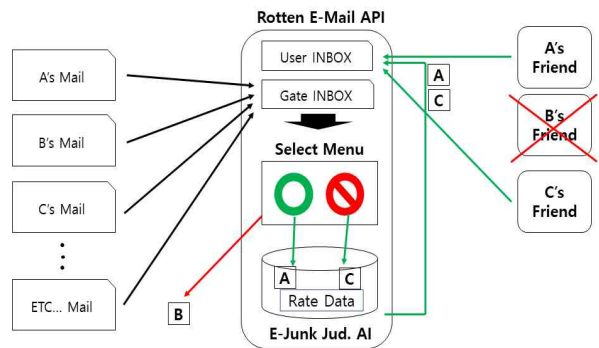 Rotten E-Mail API
User INBOX
A's Mail
Gate INBOX
B's Mail
Select Menu
C's Mail
ETC... Mail
A
C
Rate Data
E-Junk Jud. AI
B
A
C
A's
Friend
B's
Friend
C's
Friend